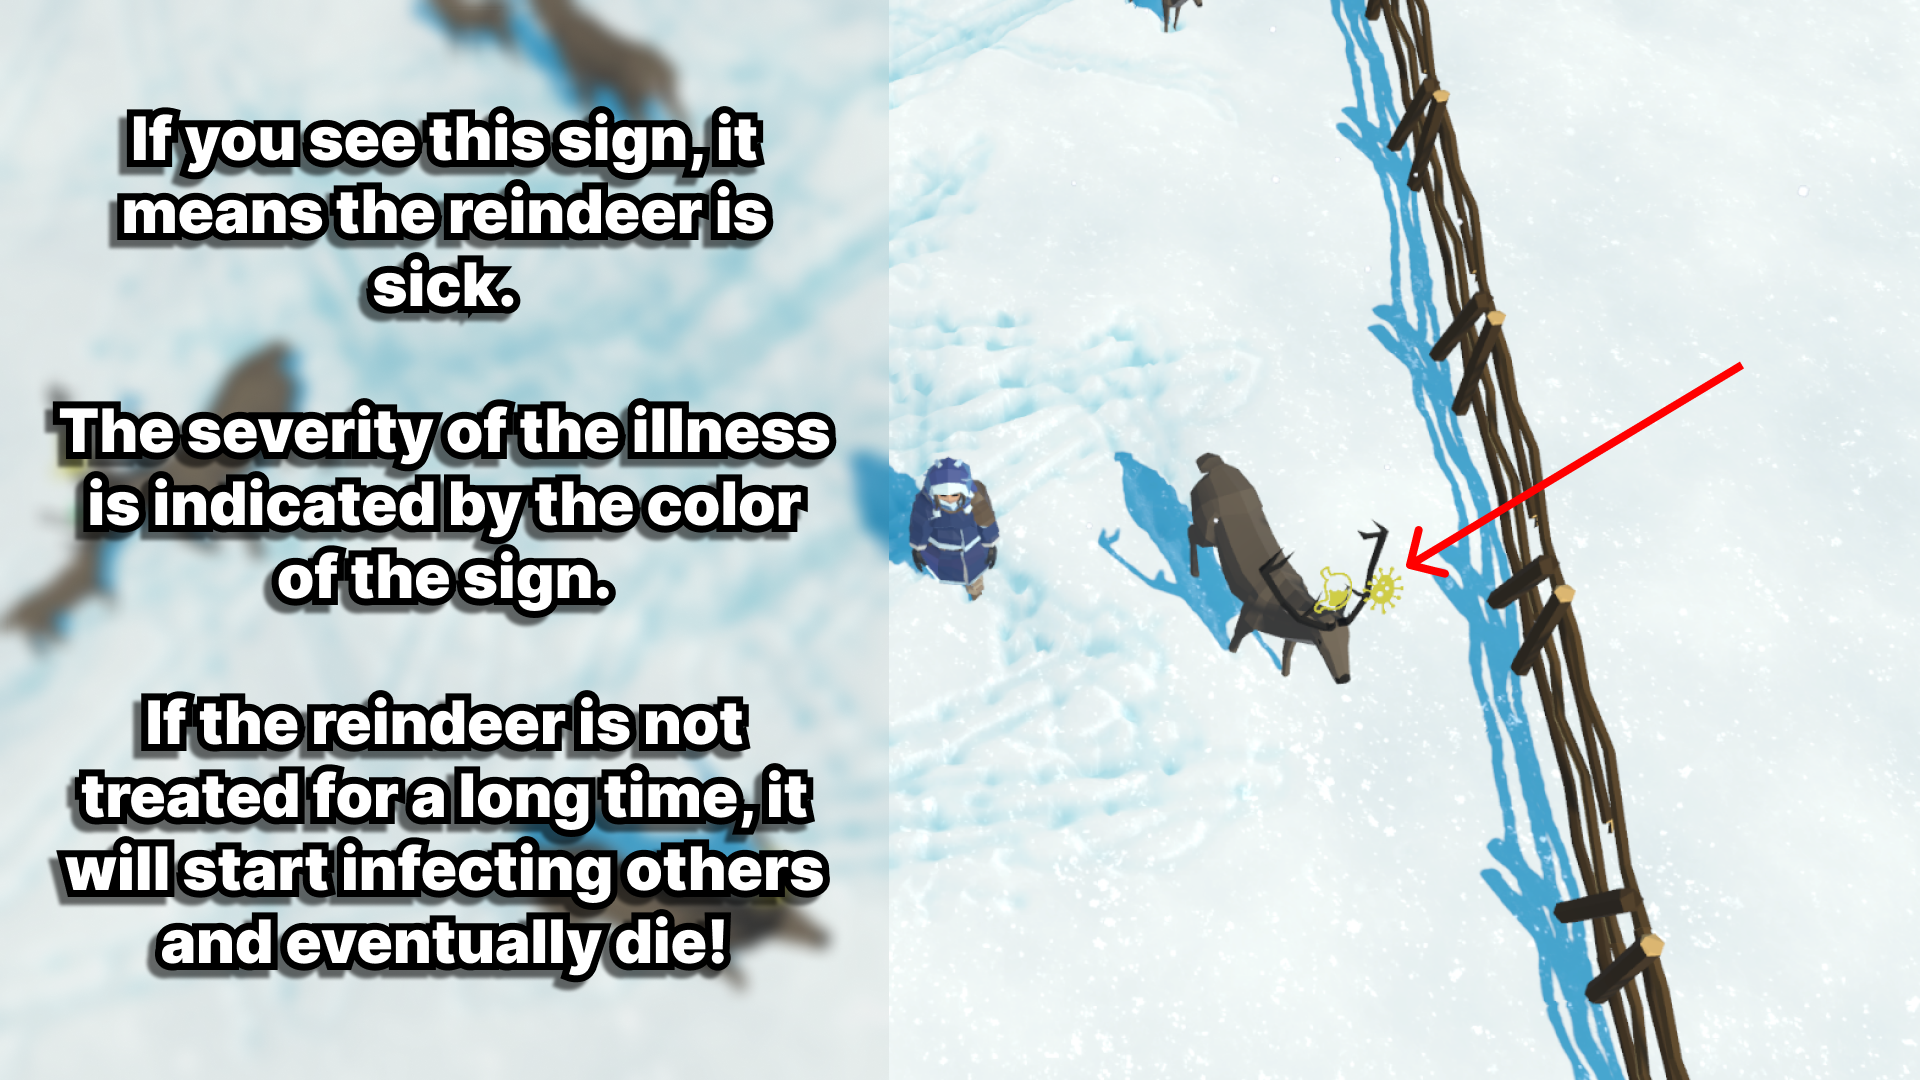 If you see this sign, it
means the reindeer is
sick.
The severity of the illness
is indicated by the color
of the sign.
If the reindeer is not
treated for a long time, it
will start infecting others
and eventually die!